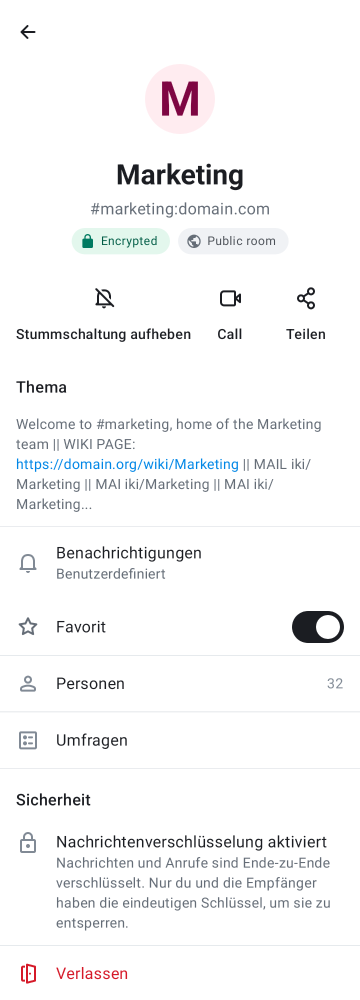 M
Marketing
#marketing:domain.com
Encrypted
Public room
Stummschaltung aufheben
Call
Teilen
Thema
Welcome to #marketing, home of the Marketing
team || WIKI PAGE:
https://domain.org/wiki/Marketing || MAIL iki/
Marketing || MAI iki/Marketing || MAI iki/
Marketing...
Benachrichtigungen
Benutzerdefiniert
Favorit
Personen
32
Umfragen
Sicherheit
Nachrichtenverschlüsselung aktiviert
Nachrichten und Anrufe sind Ende-zu-Ende
verschlüsselt. Nur du und die Empfänger
haben die eindeutigen Schlüssel, um sie zu
entsperren.
Verlassen